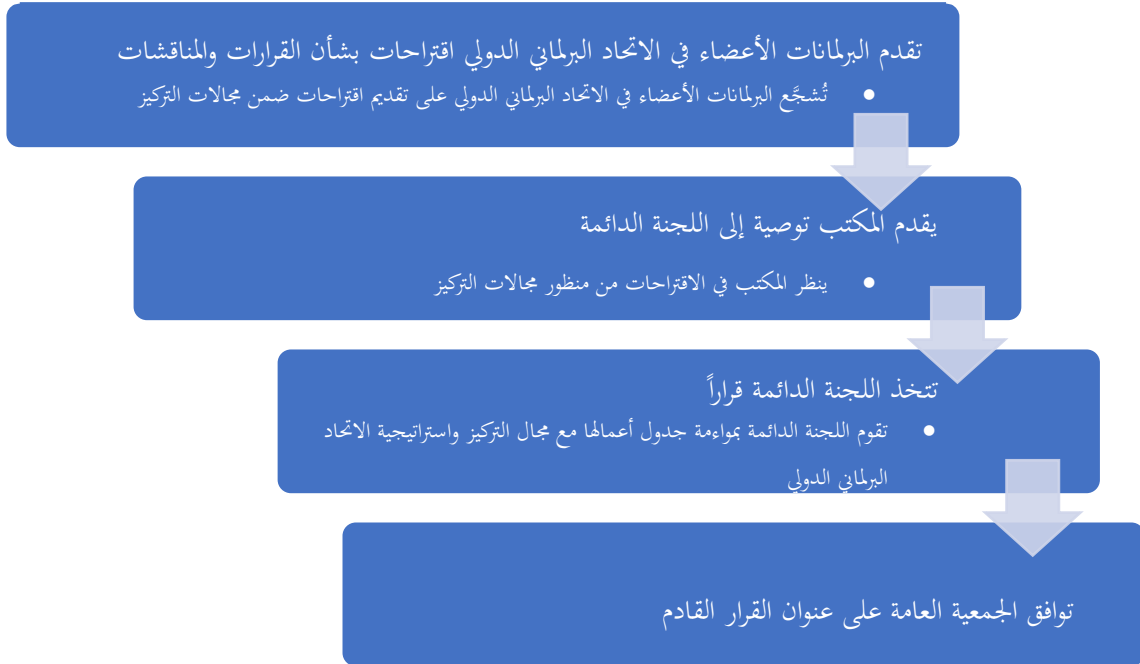 تقدم البرلمانات الأعضاء في الاتحاد البرلماني الدولي اقتراحات بشأن القرارات والمناقشات
• تُشجَّع البرلمانات الأعضاء في الاتحاد البرلماني الدولي على تقديم اقتراحات ضمن مجالات التركيز
يقدم المكتب توصية إلى اللجنة الدائمة
• ينظر المكتب في الاقتراحات من منظور مجالات التركيز
تتخذ اللجنة الدائمة قراراً
• تقوم اللجنة الدائمة بمواءمة جدول أعمالها مع مجال التركيز واستراتيجية الاتحاد
البرلماني الدولي
توافق الجمعية العامة على عنوان القرار القادم